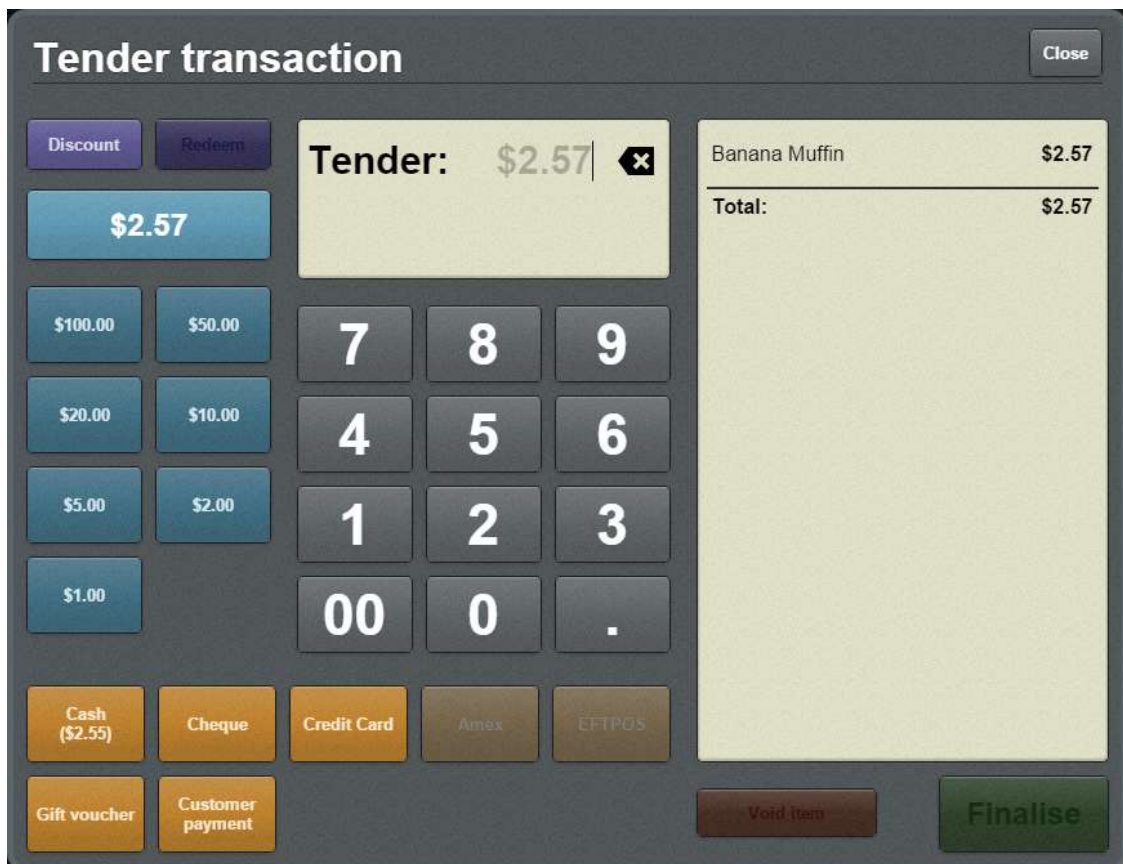 Tender transaction
Close
Discount
Redeem
$2.57
$100.00
$50.00
$20.00
$10.00
$5.00
$2.00
$1.00
Tender: $2.57
7
8
9
4
5
6
1
2
3
00
0
.
Banana Muffin $2.57
Total: $2.57
Cash
($2.55)
Cheque
Credit Card
Amex
EFTPOS
Gift voucher
Customer
payment
Void item
Finalise